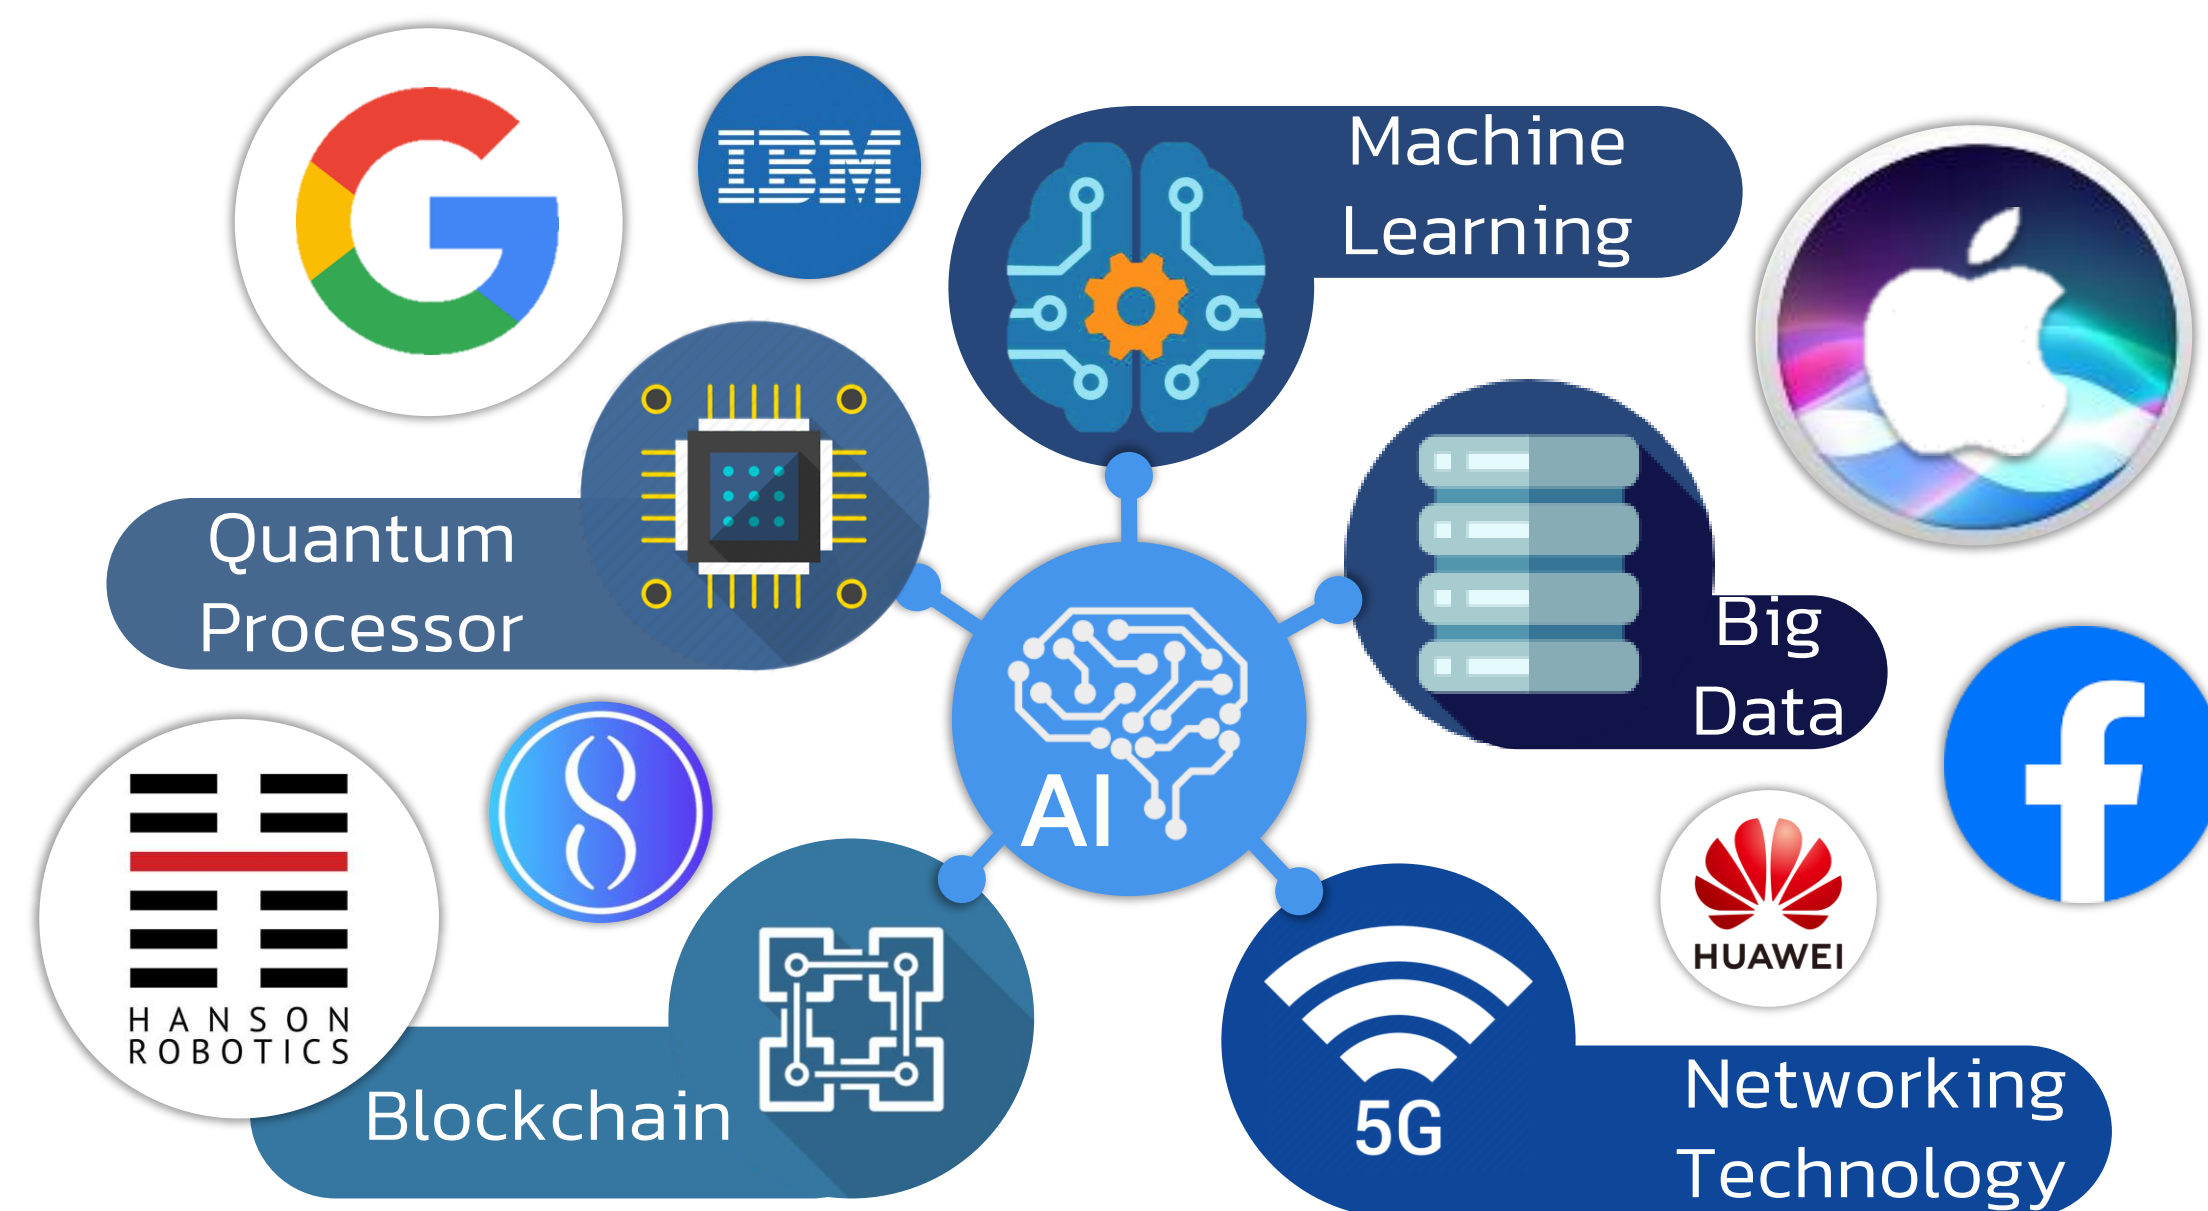 IBM
Machine
Learning
Quantum
Processor
Big
Data
AI
HUAWEI
HANSON
ROBOTICS
Blockchain
5G
Networking
Technology